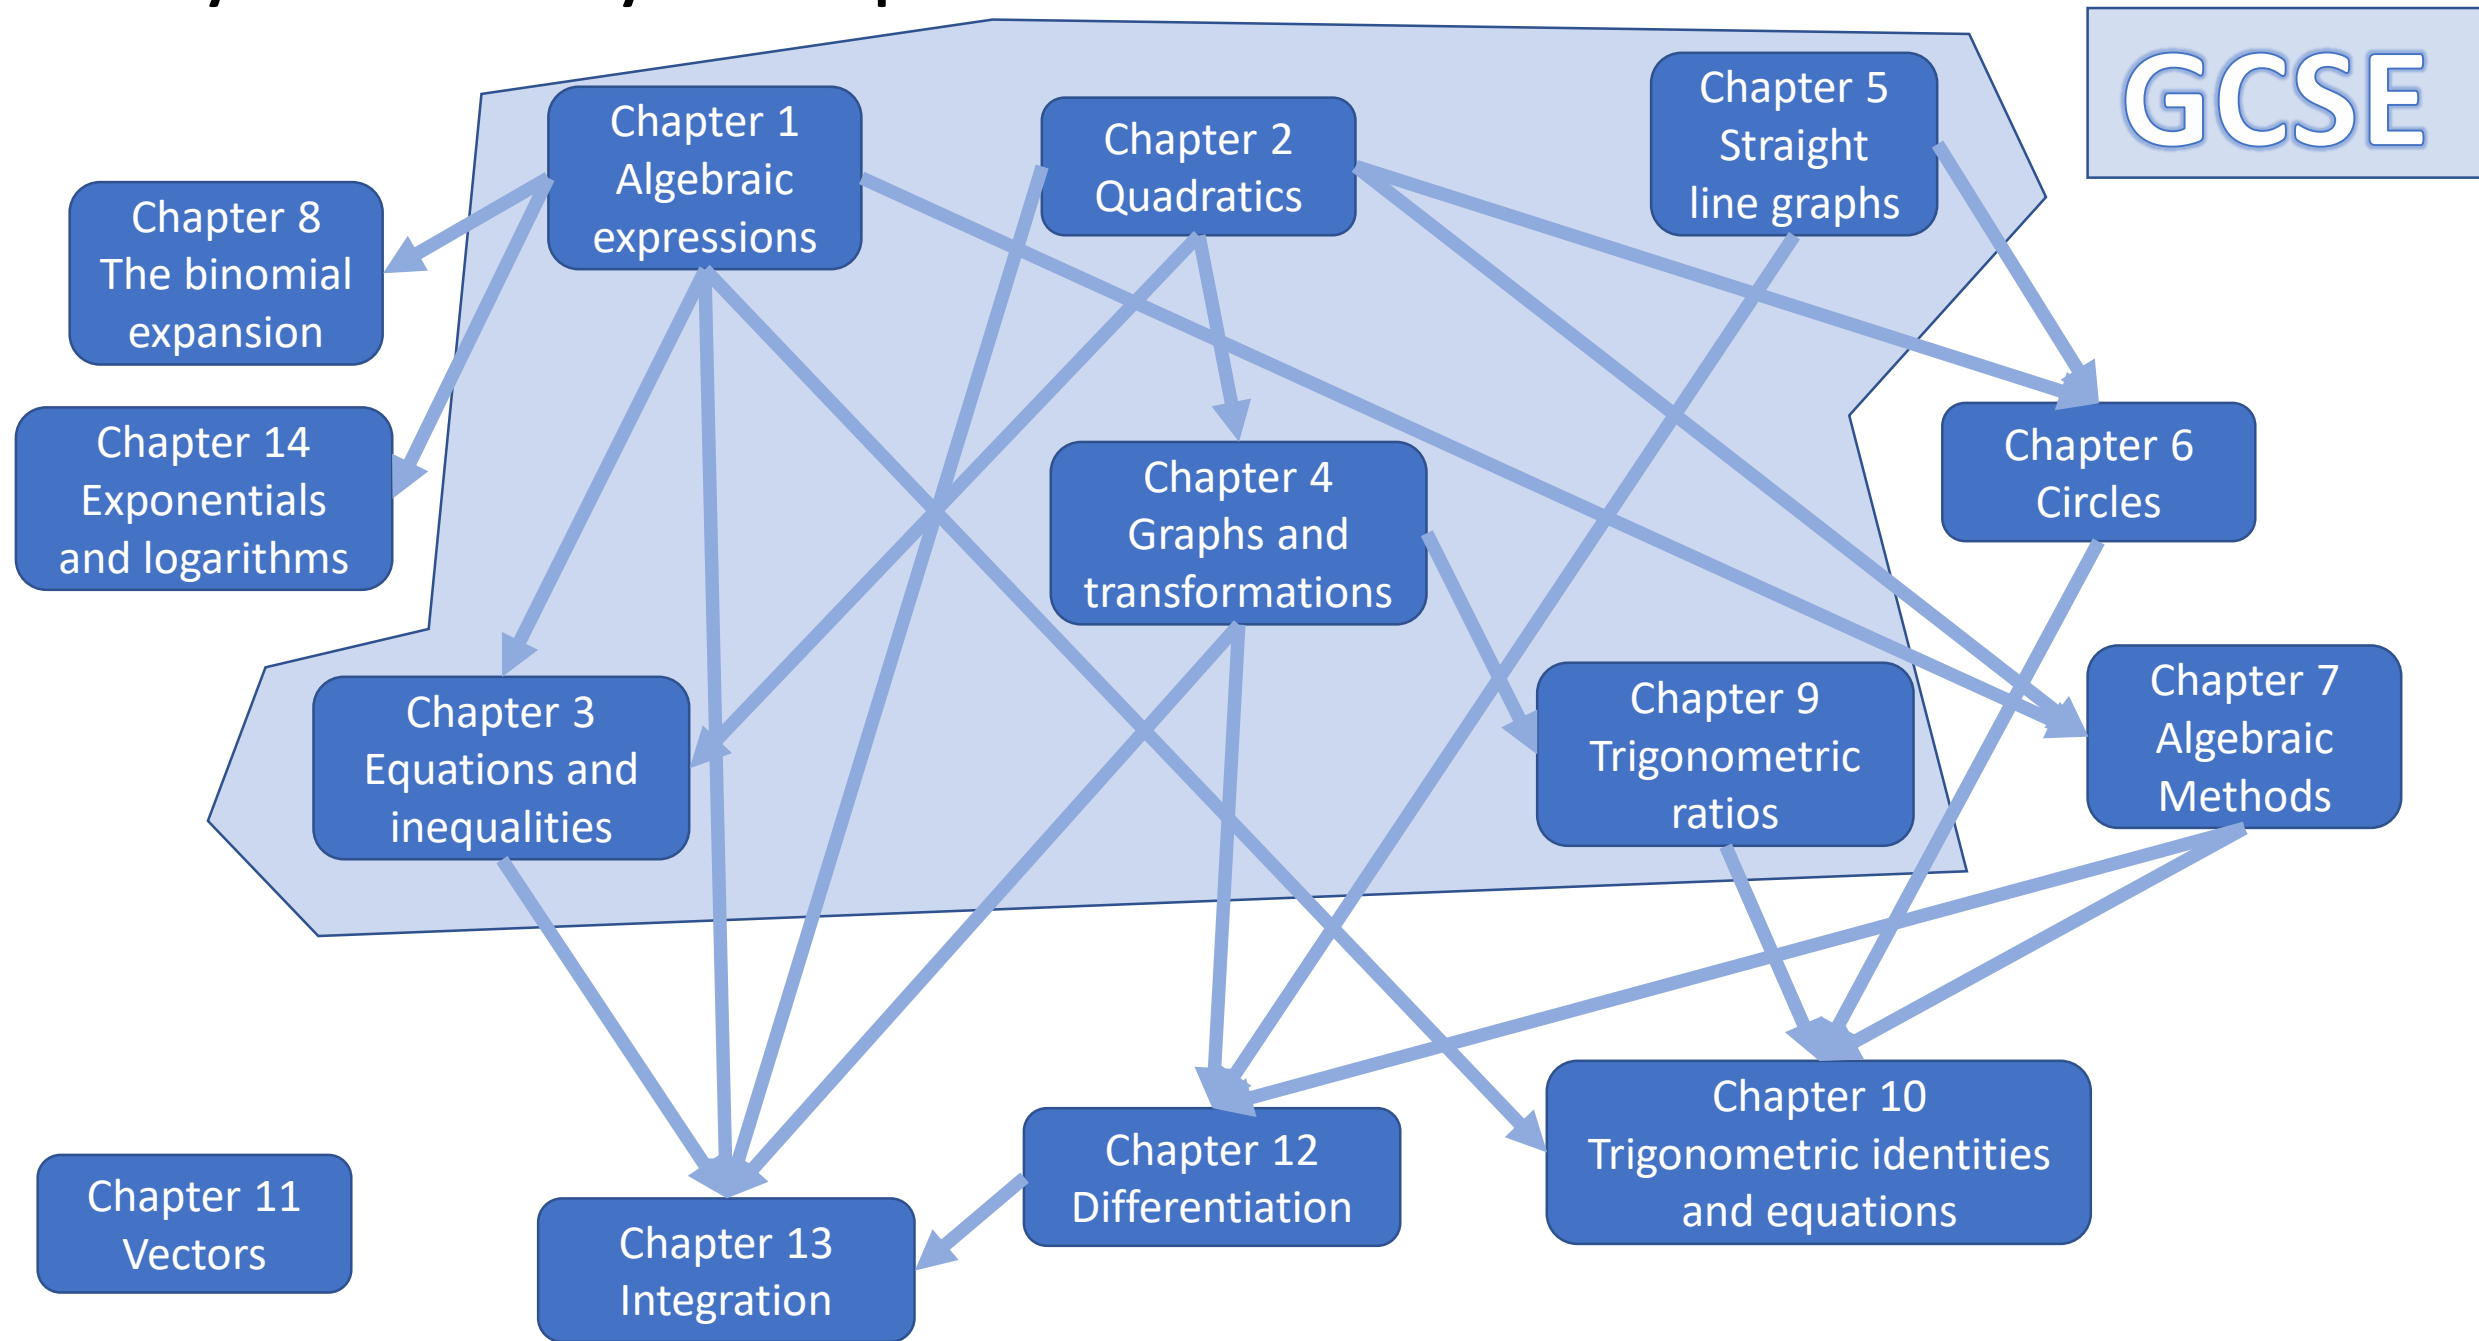 GCSE
Chapter 1
Algebraic
expressions
Chapter 2
Quadratics
Chapter 5
Straight
line graphs
Chapter 8
The binomial
expansion
Chapter 14
Exponentials
and logarithms
Chapter 4
Graphs and
transformations
Chapter 6
Circles
Chapter 3
Equations and
inequalities
Chapter 9
Trigonometric
ratios
Chapter 7
Algebraic
Methods
Chapter 11
Vectors
Chapter 13
Integration
Chapter 12
Differentiation
Chapter 10
Trigonometric identities
and equations